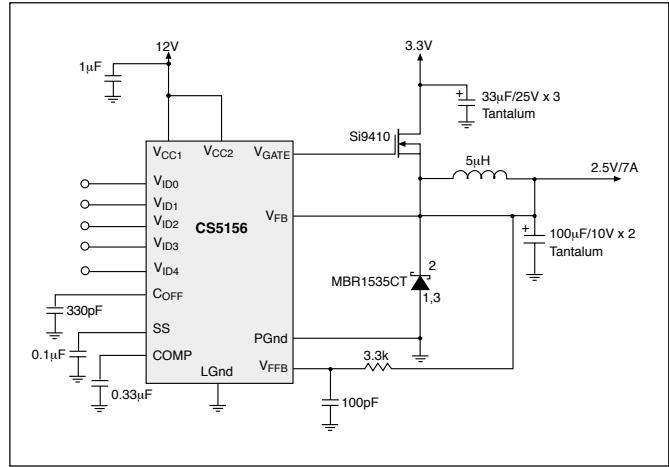 12V
3.3V
1μF
33μF/25V x 3
Tantalum
Si9410
VCC1
VCC2
VGATE
5μH
2.5V/7A
VID0
VID1
VID2
VID3
VID4
CS5156
VFB
100μF/10V x 2
Tantalum
MBR1535CT
2
1,3
COFF
330pF
SS
PGnd
0.1μF
COMP
VFFB
3.3k
LGnd
0.33μF
100pF
+
+